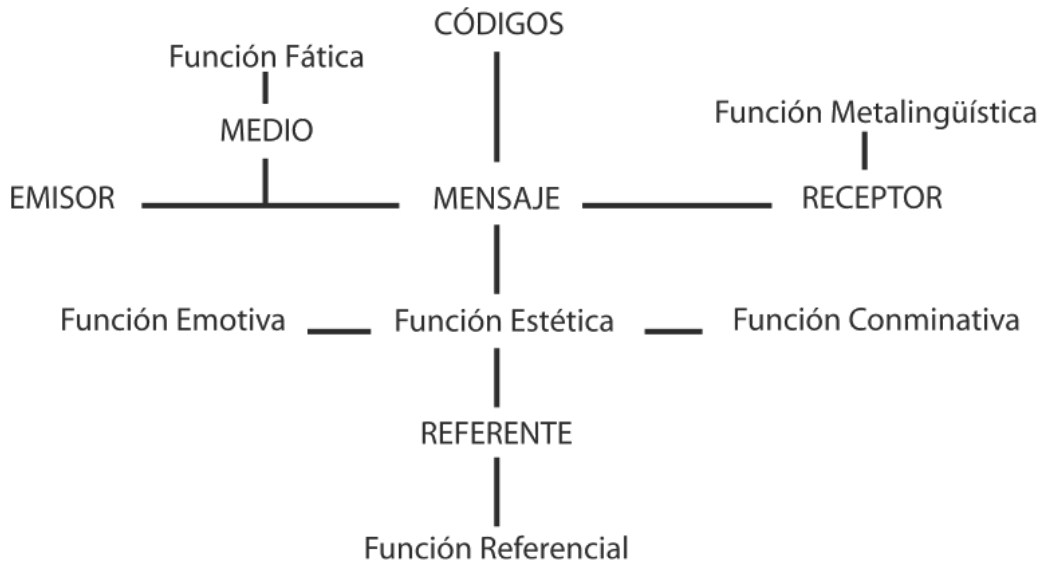 CÓDIGOS
Función Fática
Función Metalingüística
MEDIO
EMISOR
MENSAJE
RECEPTOR
Función Emotiva
Función Estética
Función Conminativa
REFERENTE
Función Referencial